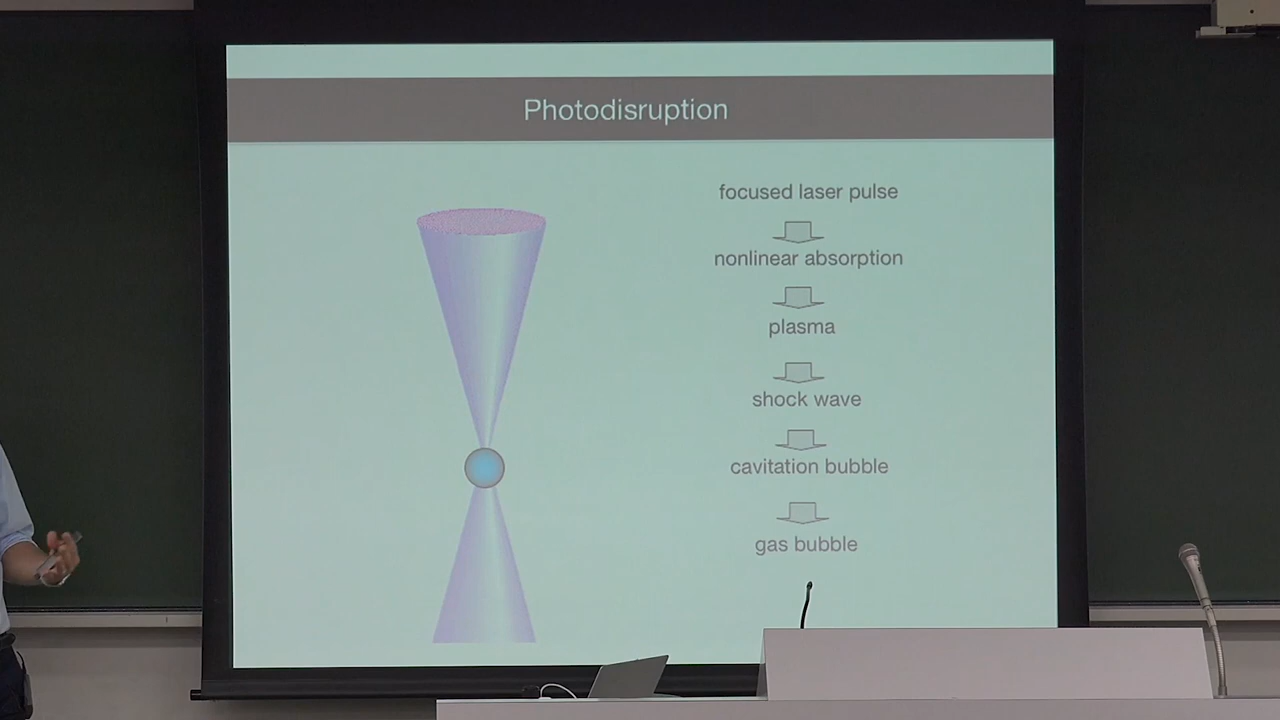 Photodisruption
focused laser pulse
nonlinear absorption
plasma
shock wave
cavitation bubble
gas bubble